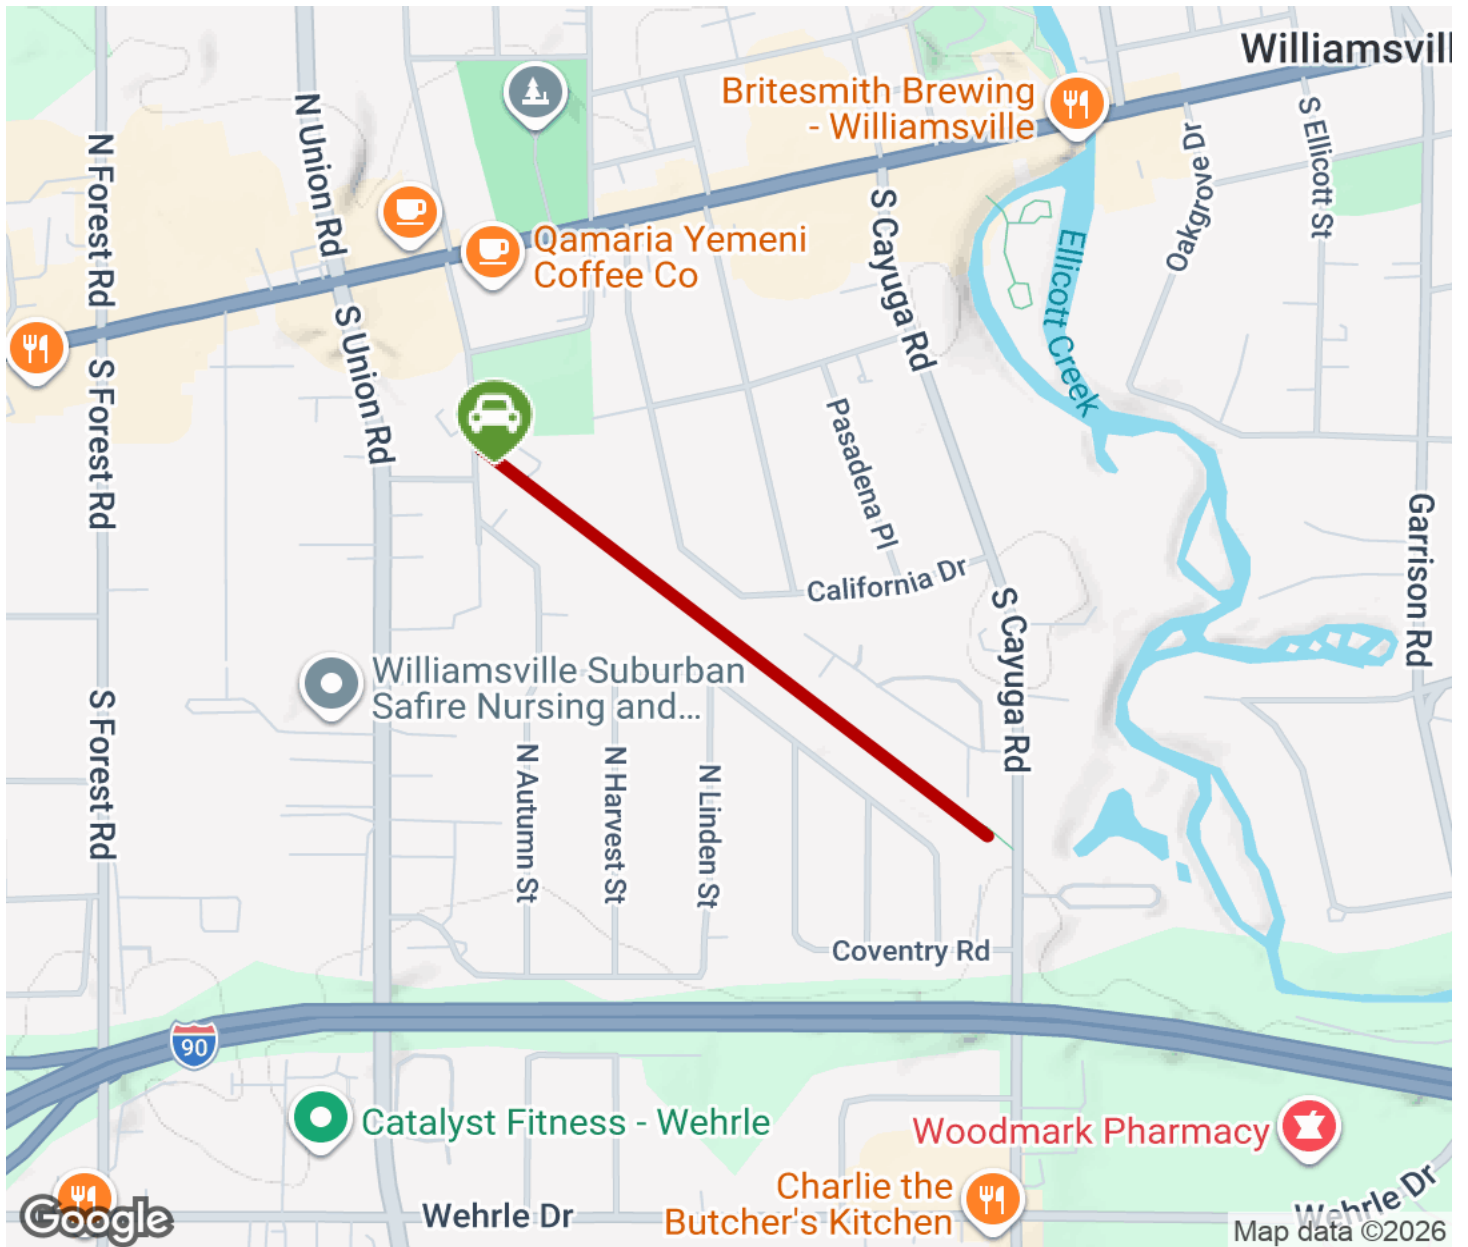 Williamsvill
Britesmith Brewing
- Williamsville
N Forest Rd
N Union Rd
S Cayuga Rd
Oakgrove Dr
S Ellicott St
Qamaria Yemeni
Coffee Co
Ellicott Creek
S Union Rd
S Forest Rd
Pasadena Pl
Garrison Rd
California Dr
S Cayuga Rd
Williamsville Suburban
Safire Nursing and...
S Forest Rd
N Autumn St
N Harvest St
N Linden St
Coventry Rd
90
Catalyst Fitness - Wehrle
Woodmark Pharmacy
Charlie the
Butcher's Kitchen
Wehrle Dr
Wehrle Dr
Google
Map data ©2026